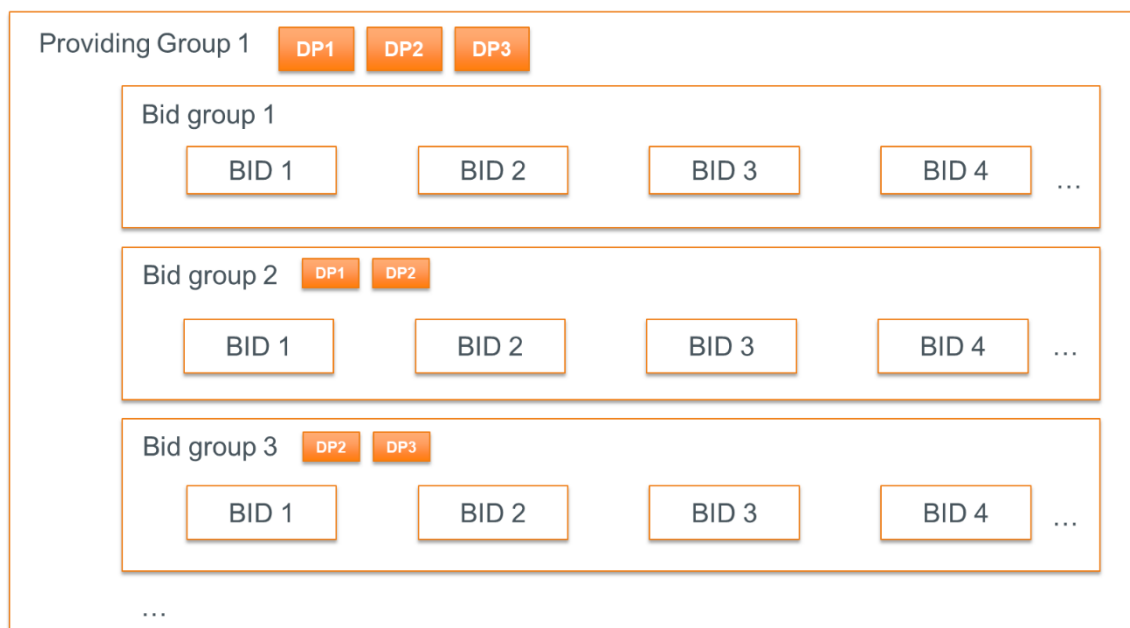 Providing Group 1 DP1 DP2 DP3
Bid group 1
BID 1 BID 2 BID 3 BID 4 ...
Bid group 2 DP1 DP2
BID 1 BID 2 BID 3 BID 4 ...
Bid group 3 DP2 DP3
BID 1 BID 2 BID 3 BID 4 ...
...